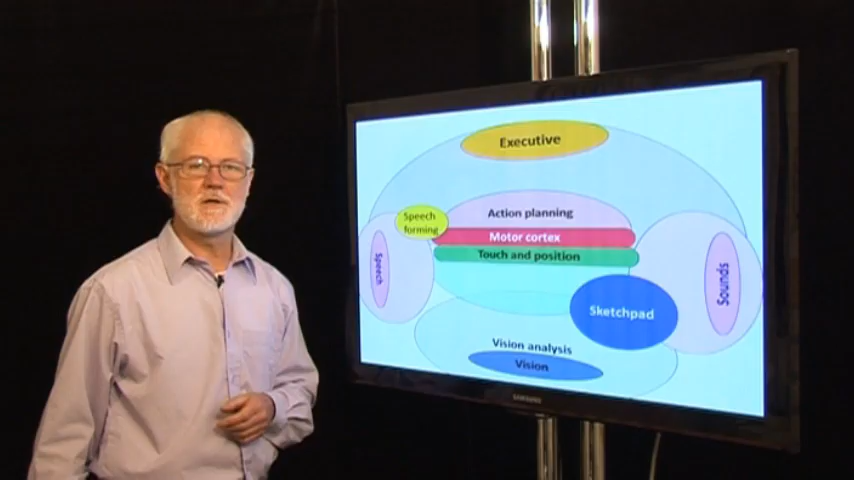 Executive
Speech
forming
Action planning
Motor cortex
Touch and position
Speech
Sounds
Sketchpad
Vision analysis
Vision
SAMSUNG